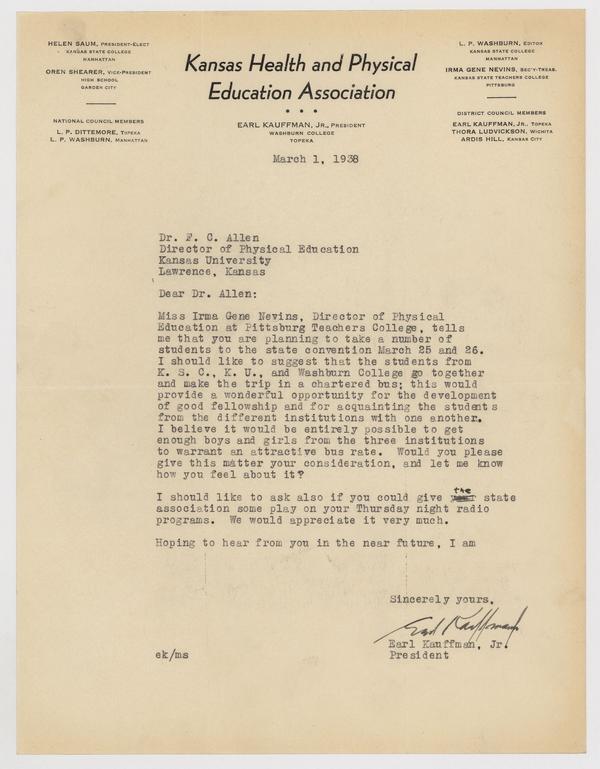 HELEN SAUM, PRESIDENT-ELECT
KANSAS STATE COLLEGE
MANHATTAN
OREN SHEARER, VICE-PRESIDENT
HIGH SCHOOL
GARDEN CITY
NATIONAL COUNCIL MEMBERS
L. P. DITTEMORE, TOPEKA
L. P. WASHBURN, MANHATTAN
Kansas Health and Physical
Education Association
• • •
EARL KAUFFMAN, JR., PRESIDENT
WASHBURN COLLEGE
TOPEKA
L. P. WASHBURN, EDITOR
KANSAS STATE COLLEGE
MANHATTAN
IRMA GENE NEVINS, SEC'Y-TREAS.
KANSAS STATE TEACHERS COLLEGE
PITTSBURG
DISTRICT COUNCIL MEMBERS
EARL KAUFFMAN, JR., TOPEKA
THORA LUDVICKSON, WICHITA
ARDIS HILL, KANSAS CITY
March 1, 1938
Dr. F. C. Allen
Director of Physical Education
Kansas University
Lawrence, Kansas
Dear Dr. Allen:
Miss Irma Gene Nevins, Director of Physical
Education at Pittsburg Teachers College, tells
me that you are planning to take a number of
students to the state convention March 25 and 26.
I should like to suggest that the students from
K. S. C., K. U., and Washburn College go together
and make the trip in a chartered bus; this would
provide a wonderful opportunity for the development
of good fellowship and for acquainting the students
from the different institutions with one another.
I believe it would be entirely possible to get
enough boys and girls from the three institutions
to warrant an attractive bus rate. Would you please
give this matter your consideration, and let me know
how you feel about it?
I should like to ask also if you could give the state
association some play on your Thursday night radio
programs. We would appreciate it very much.
Hoping to hear from you in the near future, I am
Sincerely yours,
Earl Kauffman
Earl Kauffman, Jr.
President
ek/ms